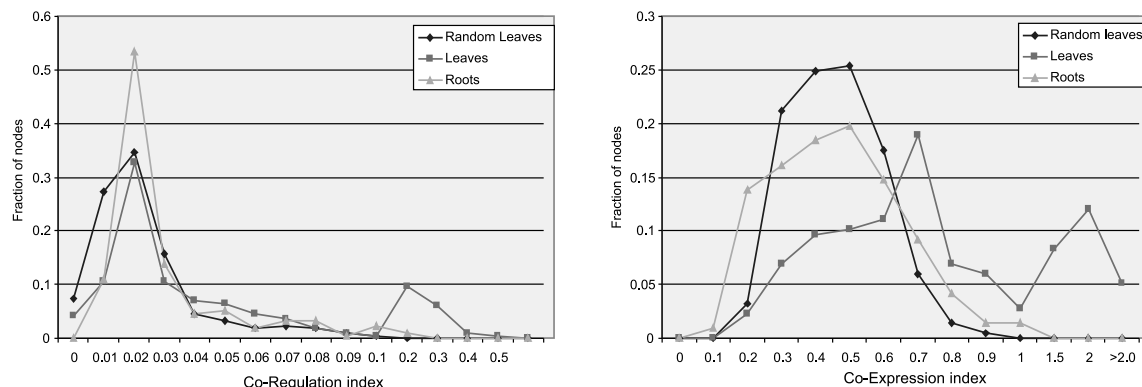 0.6
0.5
0.4
0.3
0.2
0.1
0
Fraction of nodes
Random Leaves
Leaves
Roots
0 0.01 0.02 0.03 0.04 0.05 0.06 0.07 0.08 0.09 0.1 0.2 0.3 0.4 0.5
Co-Regulation index
0.3
0.25
0.2
0.15
0.1
0.05
0
Fraction of nodes
Random leaves
Leaves
Roots
0 0.1 0.2 0.3 0.4 0.5 0.6 0.7 0.8 0.9 1 1.5 2 >2.0
Co-Expression index